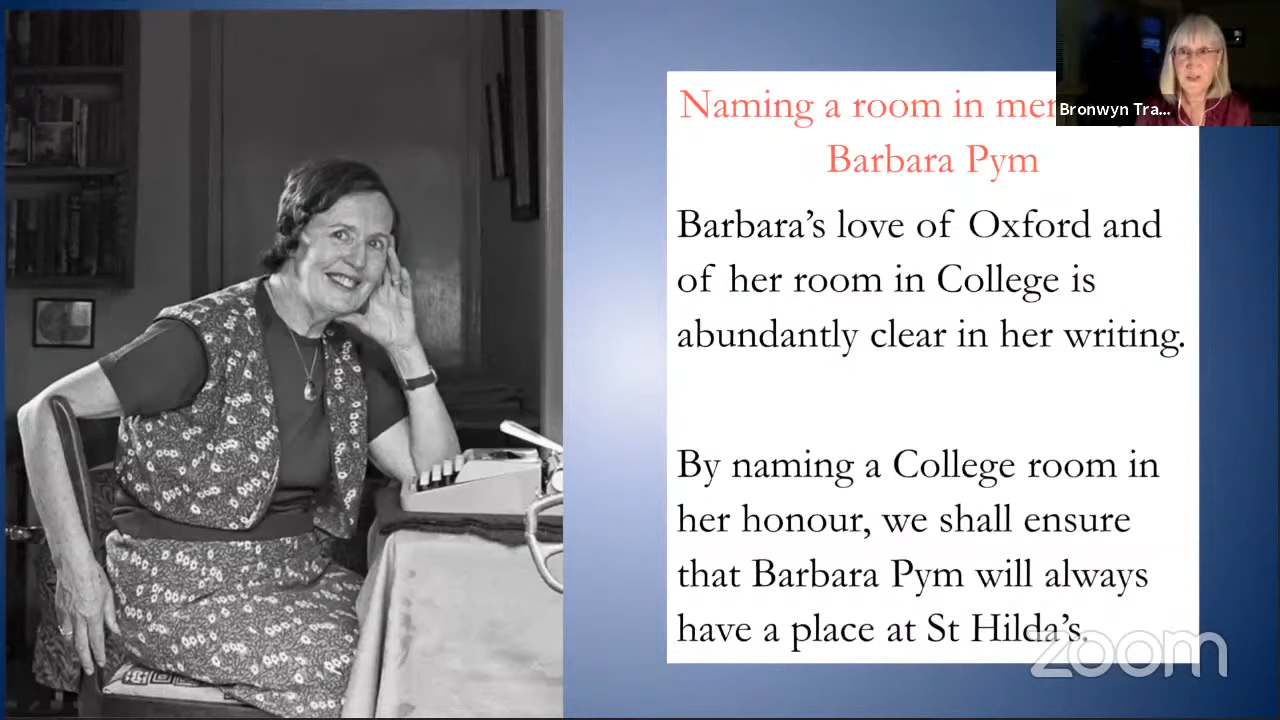 Naming a room in
Barbara Pym
Barbara's love of Oxford and
of her room in College is
abundantly clear in her writing.
By naming a College room in
her honour, we shall ensure
that Barbara Pym will always
have a place at St Hilda's.
Bronwyn Tra...
zoom